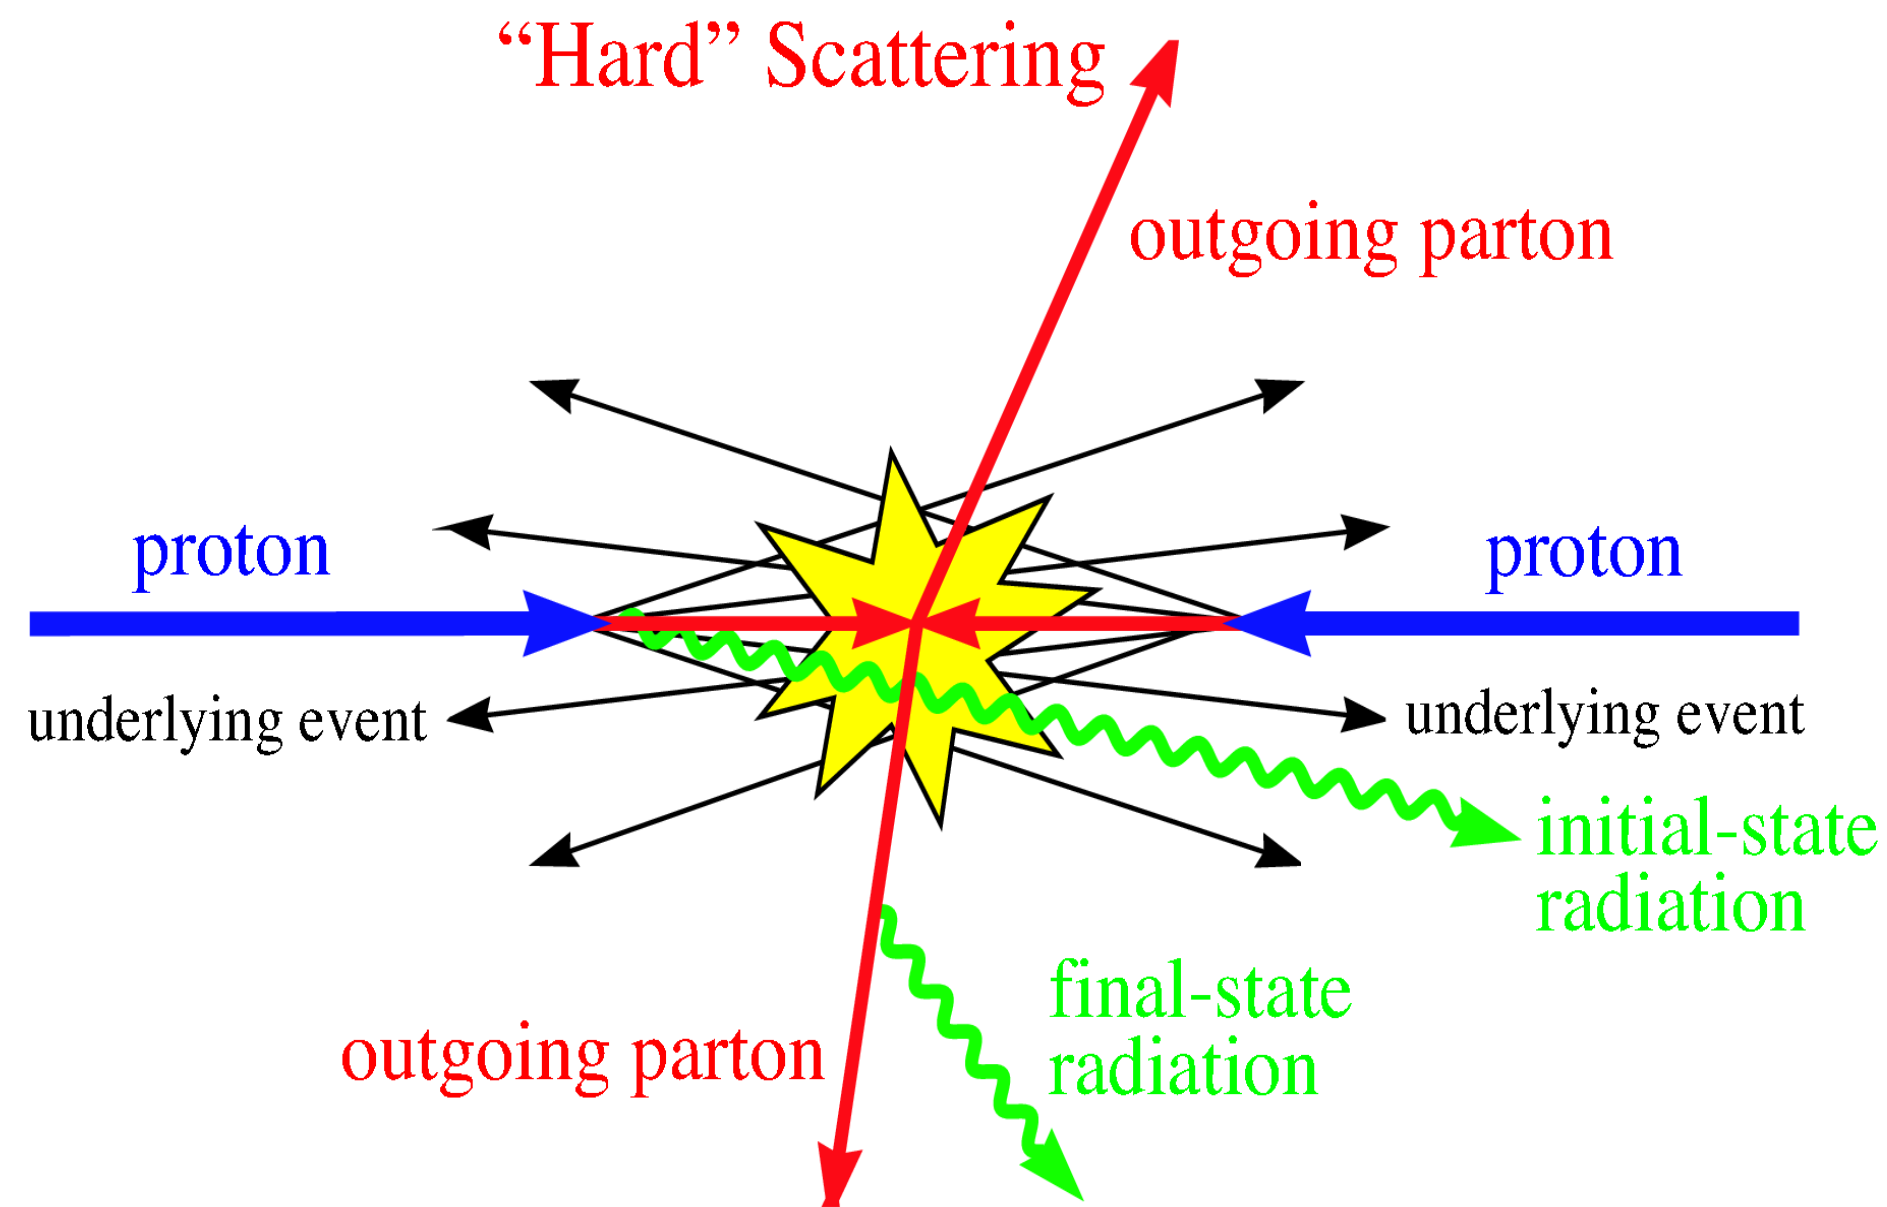 “Hard” Scattering
outgoing parton
proton
proton
underlying event
underlying event
initial-state
radiation
final-state
radiation
outgoing parton